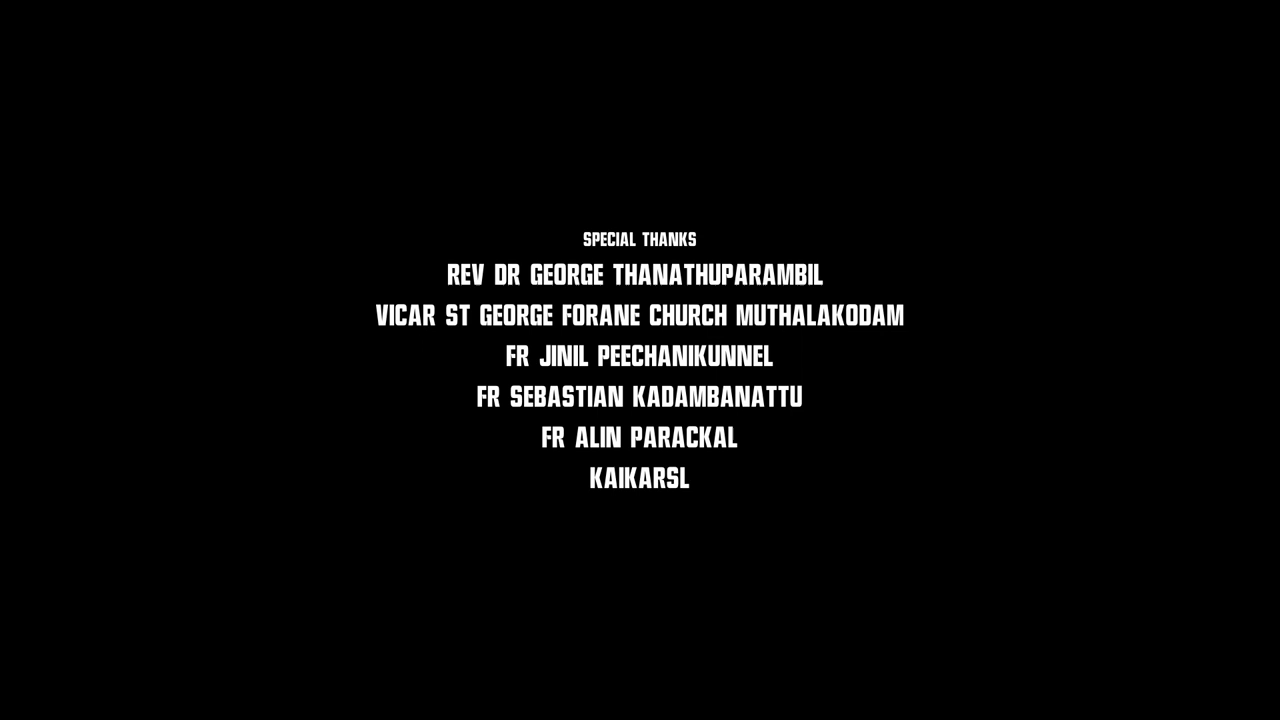 SPECIAL THANKS
REV DR GEORGE THANATHUPARAMBIL
VICAR ST GEORGE FORANE CHURCH MUTHALAKODAM
FR JINIL PEECHANIKUNNEL
FR SEBASTIAN KADAMBANATTU
FR ALIN PARACKAL
KAIKARSL